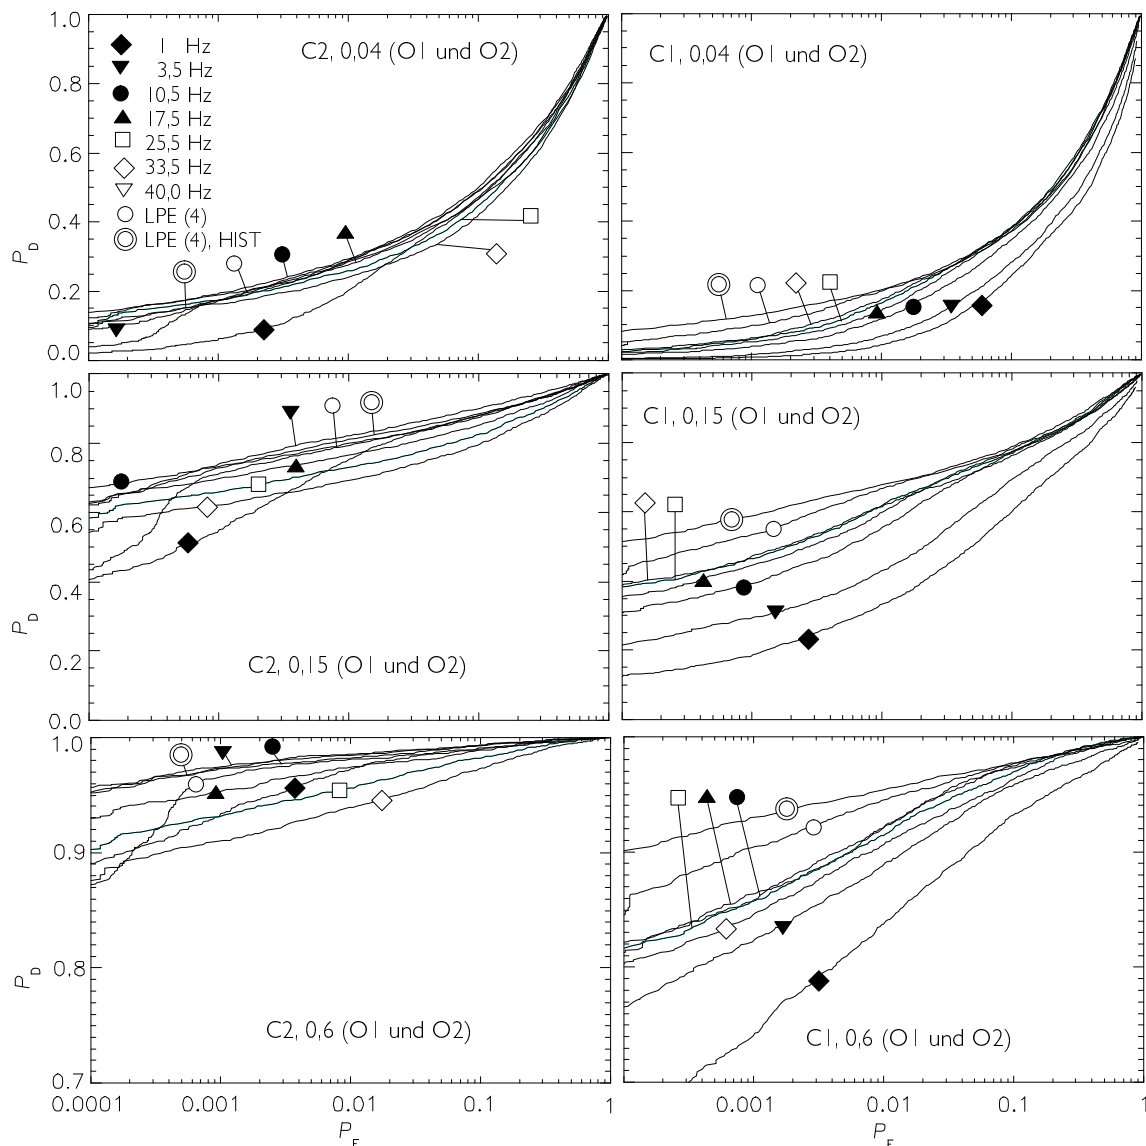 1.0
0.8
0.6
0.4
0.2
0.0
P_D
1 Hz
3,5 Hz
10,5 Hz
17,5 Hz
25,5 Hz
33,5 Hz
40,0 Hz
LPE (4)
LPE (4), HIST
C2, 0,04 (O1 und O2)
C1, 0,04 (O1 und O2)
1.0
0.8
0.6
0.4
0.2
0.0
P_D
C2, 0,15 (O1 und O2)
C1, 0,15 (O1 und O2)
1.0
0.9
0,8
0.7
P_D
C2, 0,6 (O1 und O2)
C1, 0,6 (O1 und O2)
0.0001 0.001 0.01 0.1 1
P_F
0.001 0.01 0.1 1
P_F